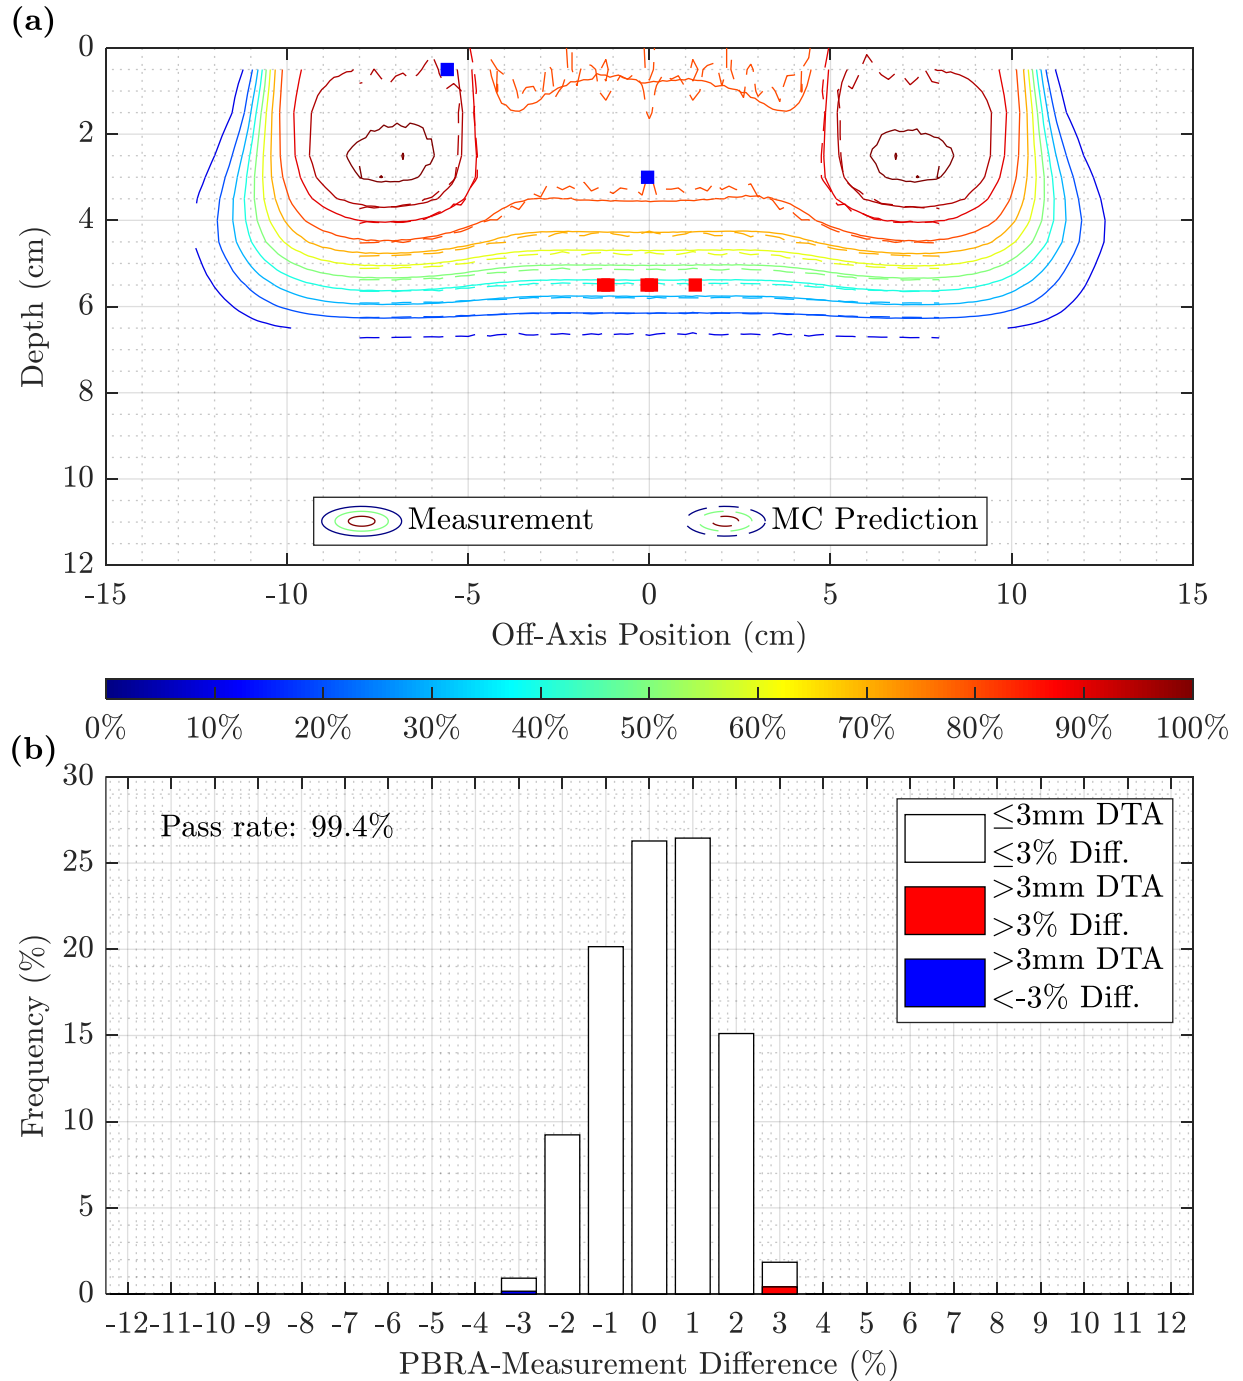 (a)
0
2
4
6
8
10
12
Depth (cm)
Measurement
MC Prediction
-15 -10 -5 0 5 10 15
Off-Axis Position (cm)
0% 10% 20% 30% 40% 50% 60% 70% 80% 90% 100%
(b)
30
25
20
15
10
5
0
Frequency (%)
Pass rate: 99.4%
≤3mm DTA
≤3% Diff.
>3mm DTA
>3% Diff.
>3mm DTA
<-3% Diff.
-12 -11 -10 -9 -8 -7 -6 -5 -4 -3 -2 -1 0 1 2 3 4 5 6 7 8 9 10 11 12
PBRA-Measurement Difference (%)